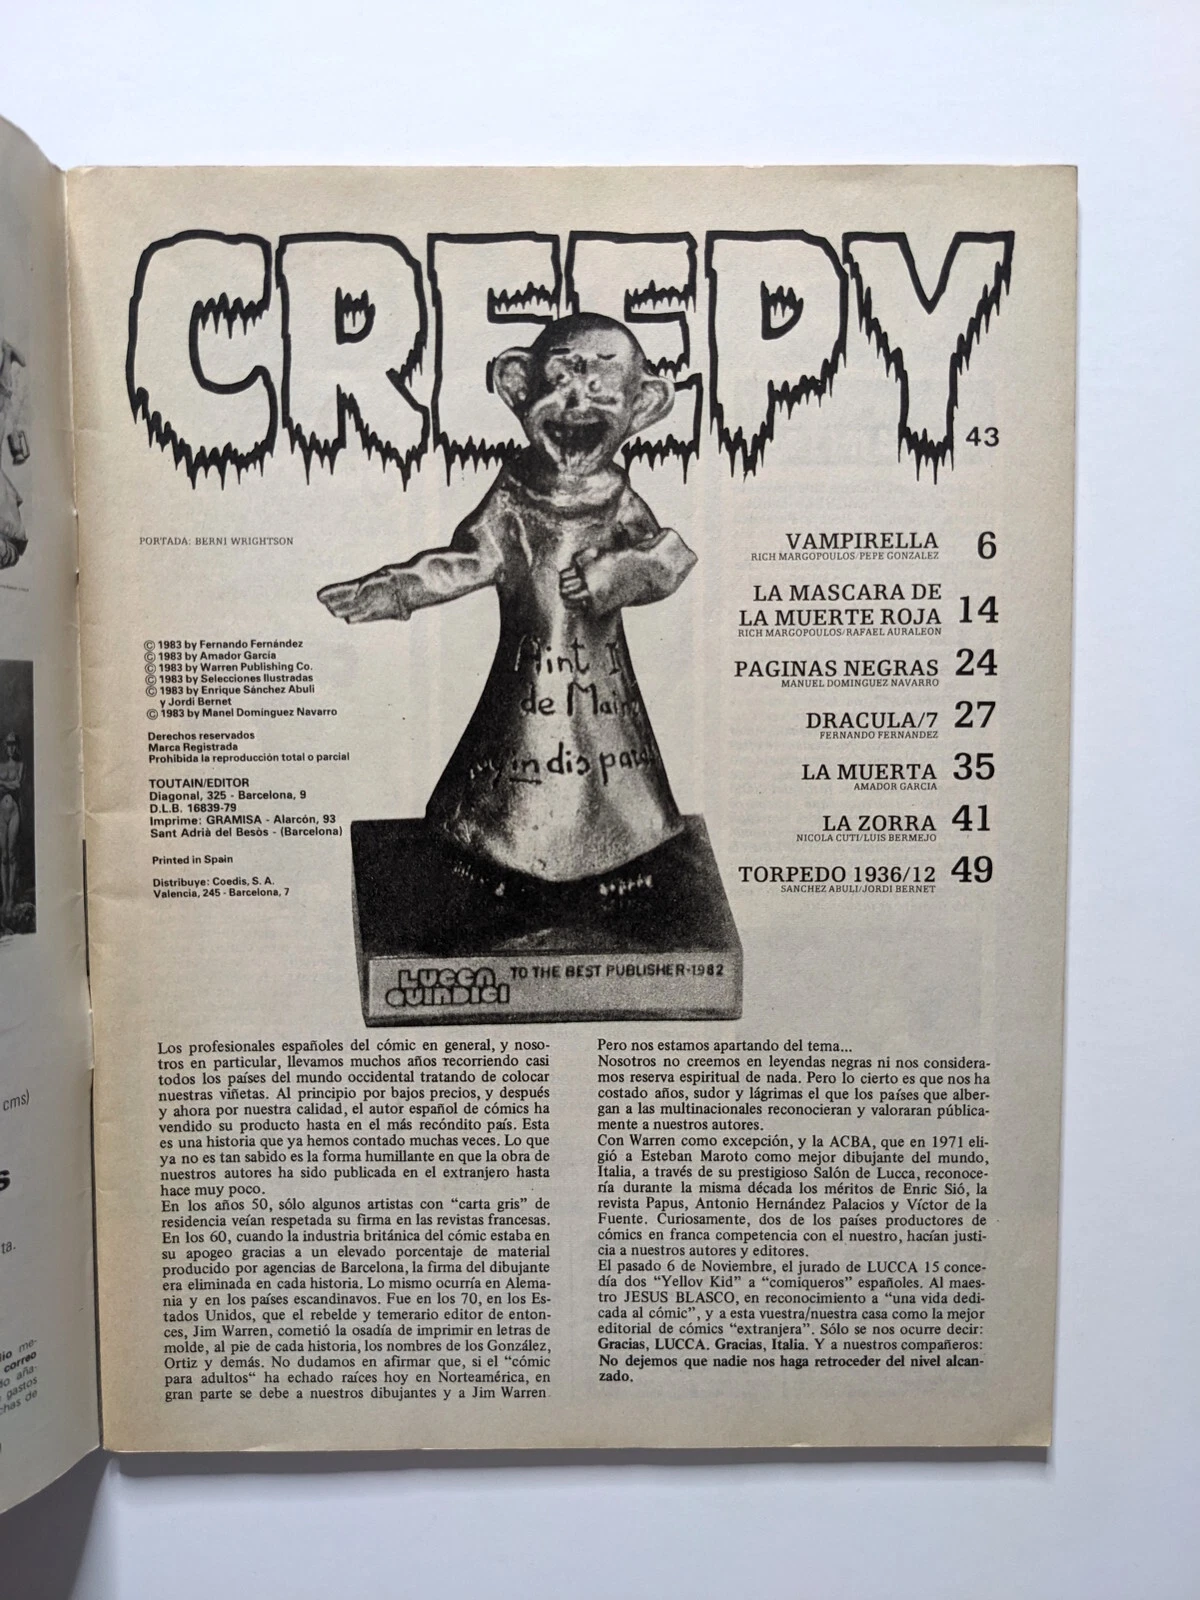 CREEPY
43
PORTADA: BERNI WRIGHTSON
© 1983 by Fernando Fernández
© 1983 by Amador García
© 1983 by Warren Publishing Co.
© 1983 by Selecciones Ilustradas
© 1983 by Enrique Sánchez Abuli
y Jordi Bernet
© 1983 by Manel Domínguez Navarro
Derechos reservados
Marca Registrada
Prohibida la reproducción total o parcial
TOUTAIN/EDITOR
Diagonal, 325 - Barcelona, 9
D.L.B. 16839-79
Imprime: GRAMISA - Alarcón, 93
Sant Adrià del Besòs - (Barcelona)
Printed in Spain
Distribuye: Coedis, S. A.
Valencia, 245 - Barcelona, 7
VAMPIRELLA 6
RICH MARGOPOULOS/PEPE GONZALEZ
LA MASCARA DE
LA MUERTE ROJA 14
RICH MARGOPOULOS/RAFAEL AURALEON
PAGINAS NEGRAS 24
MANUEL DOMINGUEZ NAVARRO
DRACULA/7 27
FERNANDO FERNANDEZ
LA MUERTA 35
AMADOR GARCIA
LA ZORRA 41
NICOLA CUTI/LUIS BERMEJO
TORPEDO 1936/12 49
SANCHEZ ABULI/JORDI BERNET
Aint I
de Main
in dis
LUCCA
QUINDICI
TO THE BEST PUBLISHER-1982
Los profesionales españoles del cómic en general, y noso-
tros en particular, llevamos muchos años recorriendo casi
todos los países del mundo occidental tratando de colocar
nuestras viñetas. Al principio por bajos precios, y después
y ahora por nuestra calidad, el autor español de cómics ha
vendido su producto hasta en el más recóndito país. Esta
es una historia que ya hemos contado muchas veces. Lo que
ya no es tan sabido es la forma humillante en que la obra de
nuestros autores ha sido publicada en el extranjero hasta
hace muy poco.
En los años 50, sólo algunos artistas con “carta gris” de
residencia veían respetada su firma en las revistas francesas.
En los 60, cuando la industria británica del cómic estaba en
su apogeo gracias a un elevado porcentaje de material
producido por agencias de Barcelona, la firma del dibujante
era eliminada en cada historia. Lo mismo ocurría en Alema-
nia y en los países escandinavos. Fue en los 70, en los Es-
tados Unidos, que el rebelde y temerario editor de enton-
ces, Jim Warren, cometió la osadía de imprimir en letras de
molde, al pie de cada historia, los nombres de los González,
Ortiz y demás. No dudamos en afirmar que, si el “cómic
para adultos“ ha echado raíces hoy en Norteamérica, en
gran parte se debe a nuestros dibujantes y a Jim Warren
Pero nos estamos apartando del tema...
Nosotros no creemos en leyendas negras ni nos considera-
mos reserva espiritual de nada. Pero lo cierto es que nos ha
costado años, sudor y lágrimas el que los países que alber-
gan a las multinacionales reconocieran y valoraran pública-
mente a nuestros autores.
Con Warren como excepción, y la ACBA, que en 1971 eli-
gió a Esteban Maroto como mejor dibujante del mundo,
Italia, a través de su prestigioso Salón de Lucca, reconoce-
ría durante la misma década los méritos de Enric Sió, la
revista Papus, Antonio Hernández Palacios y Víctor de la
Fuente. Curiosamente, dos de los países productores de
cómics en franca competencia con el nuestro, hacían justi-
cia a nuestros autores y editores.
El pasado 6 de Noviembre, el jurado de LUCCA 15 conce-
día dos “Yellov Kid” a “comiqueros” españoles. Al maes-
tro JESUS BLASCO, en reconocimiento a “una vida dedi-
cada al cómic”, y a esta vuestra/nuestra casa como la mejor
editorial de cómics “extranjera”. Sólo se nos ocurre decir:
Gracias, LUCCA. Gracias, Italia. Y a nuestros compañeros:
No dejemos que nadie nos haga retroceder del nivel alcan-
zado.
cms)
s
ta.
me-
correo
gastos
chas de